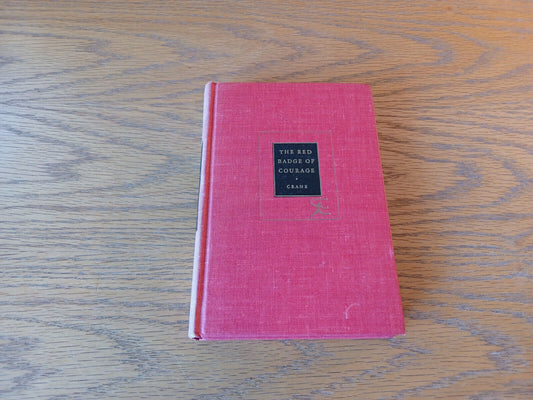 THE RED
BADGE OF
COURAGE
CRANE